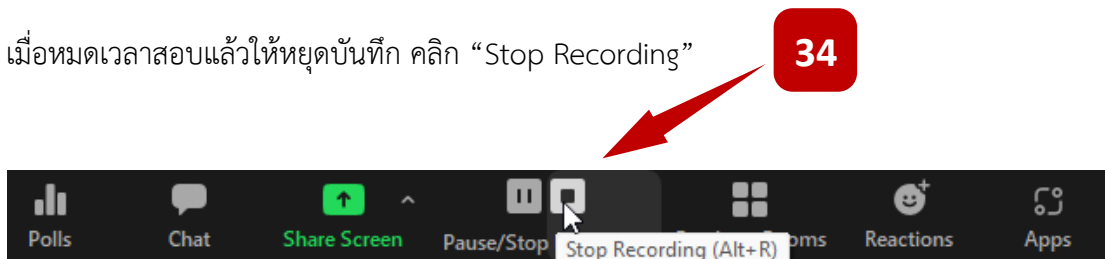 เมื่อหมดเวลาสอบแล้วให้หยุดบันทึก คลิก “Stop Recording”
34
Polls
Chat
Share Screen
Pause/Stop
Stop Recording (Alt+R)
oms
Reactions
Apps